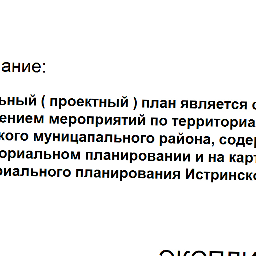 ание:
льный ( проектный ) план является
ением мероприятий по территориа
кого муницапального района, содер
ориальном планировании и на карт
риального планирования Истринско
экспли